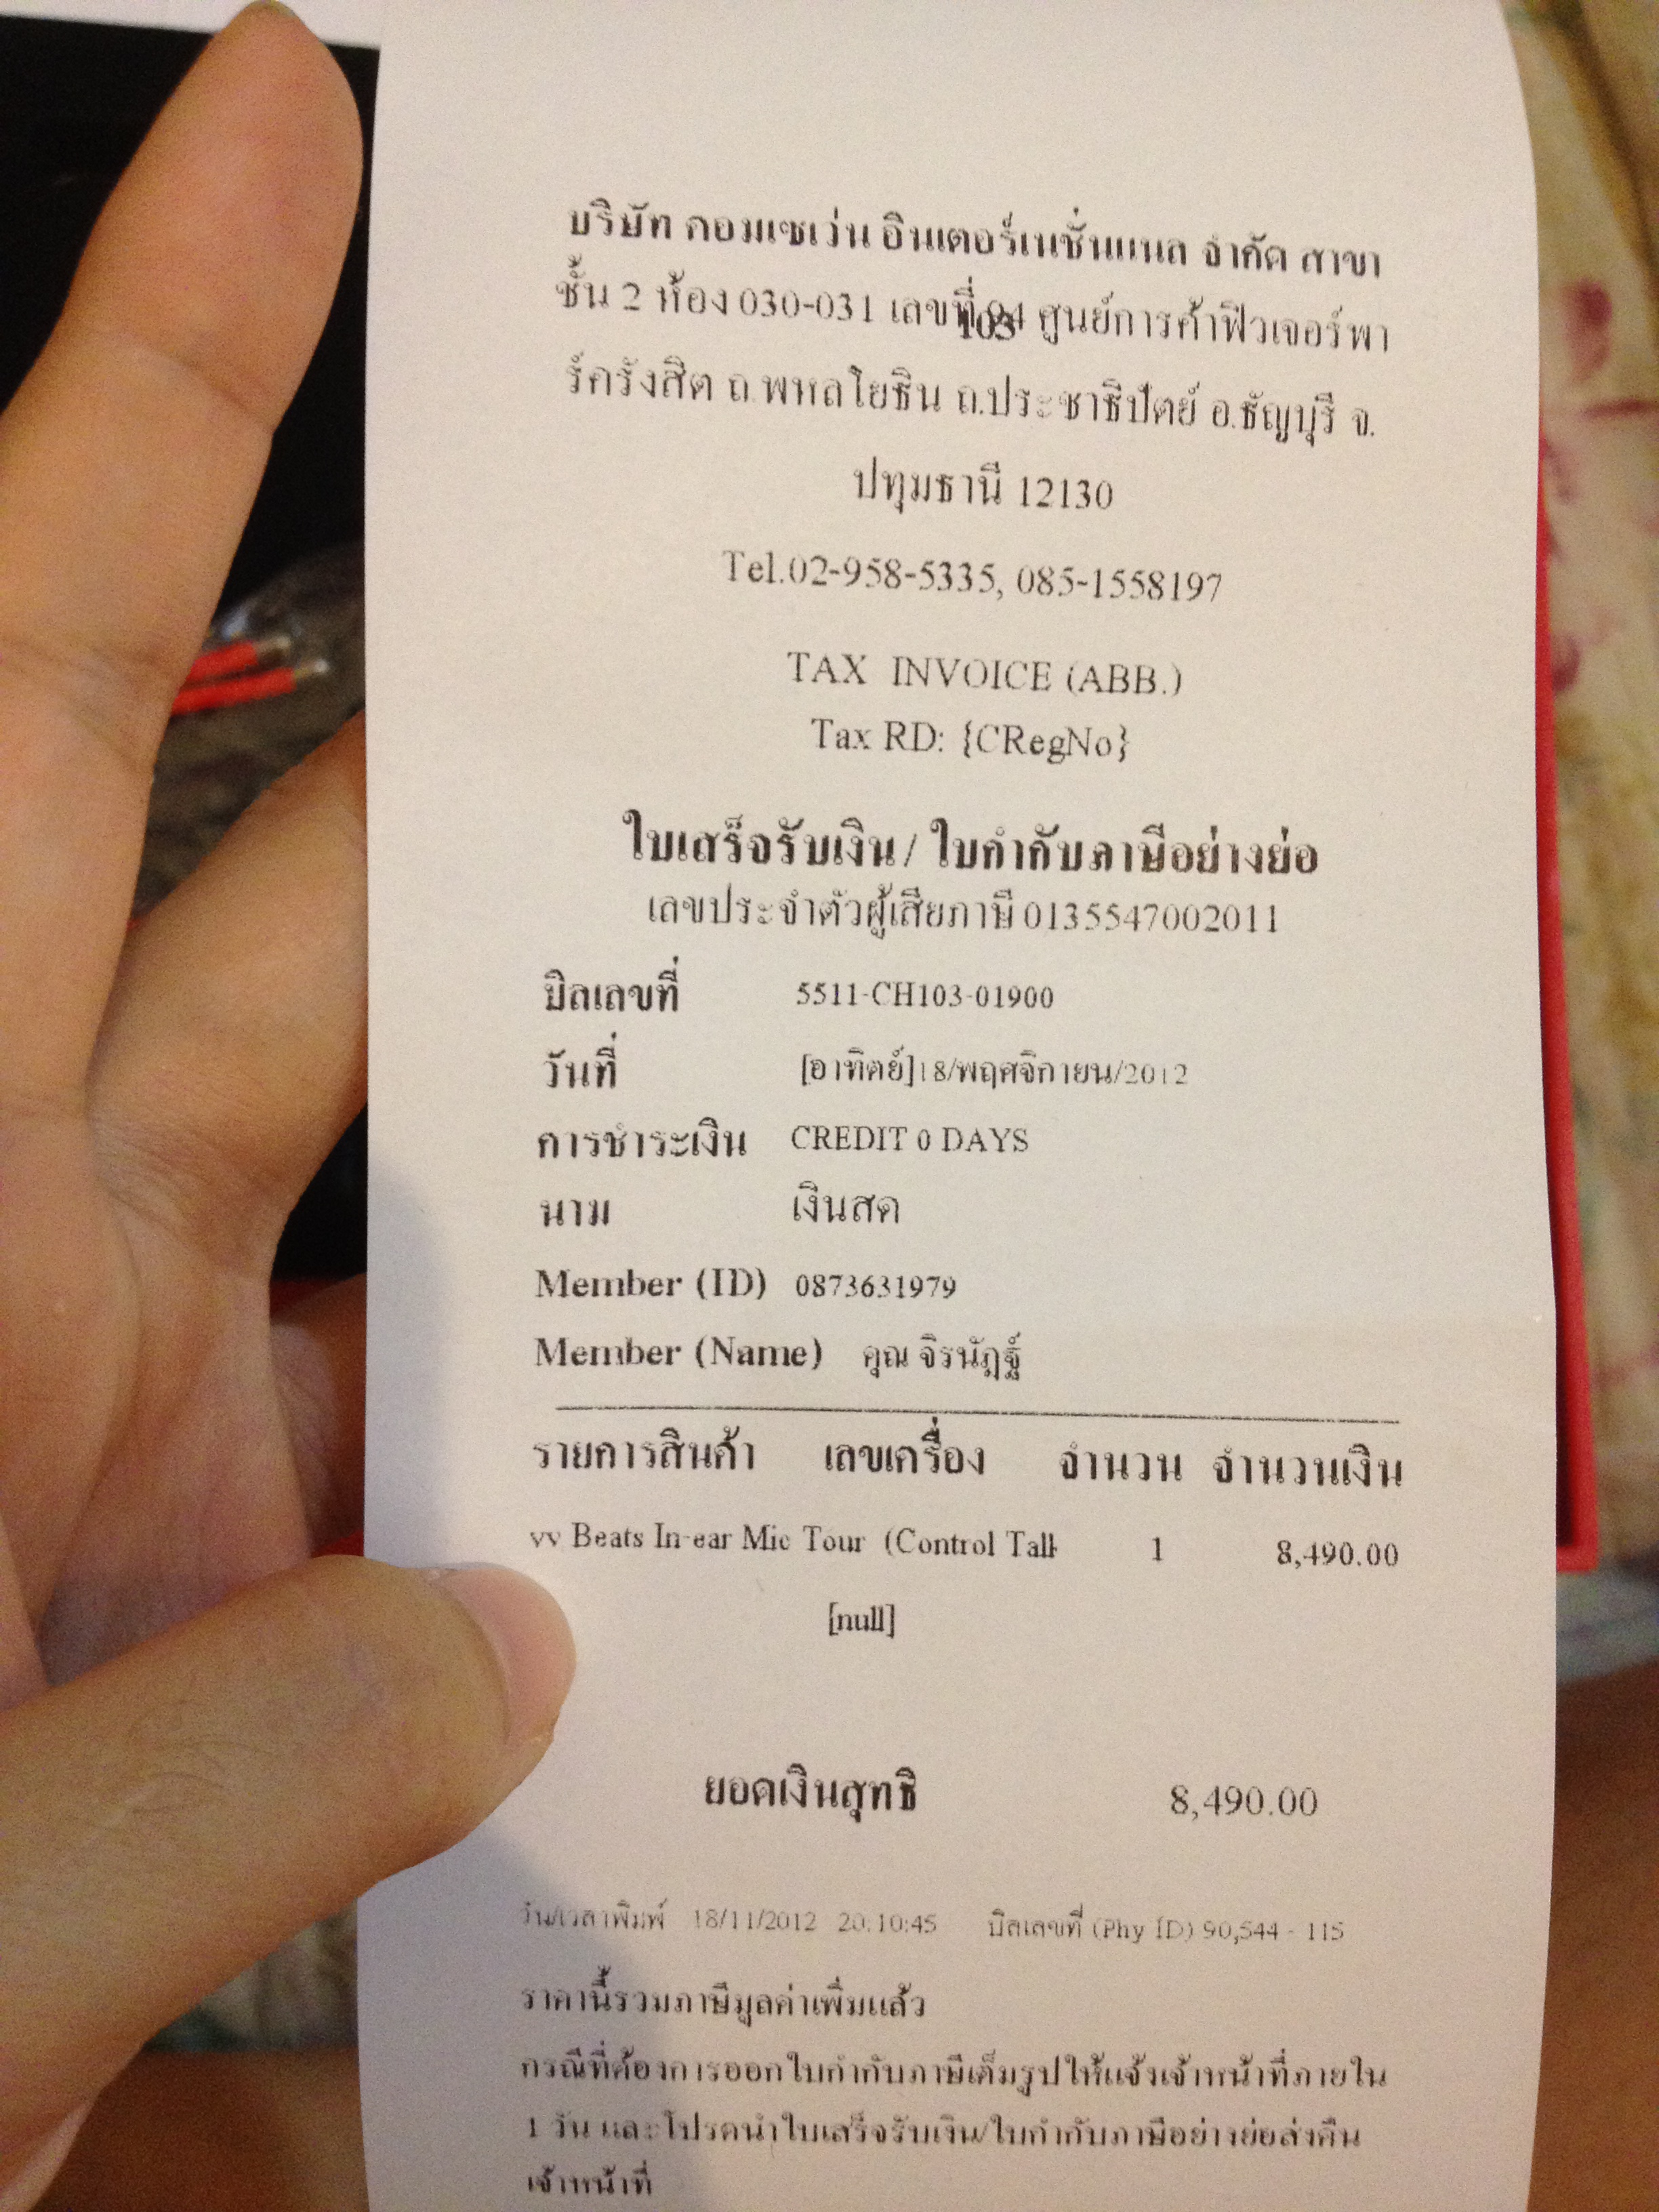 บริษัท คอมเซเว่น อินเตอร์เนชั่นแนล จำกัด สาขา
103
ชั้น 2 ห้อง 030-031 เลขที่ 94 ศูนย์การค้าฟิวเจอร์พา
ร์ครังสิต ถ.พหลโยธิน ต.ประชาธิปัตย์ อ.ธัญบุรี จ.
ปทุมธานี 12130
Tel.02-958-5335, 085-1558197
TAX INVOICE (ABB.)
Tax RD: {CRegNo}
ใบเสร็จรับเงิน/ ใบกำกับภาษีอย่างย่อ
เลขประจำตัวผู้เสียภาษี 0135547002011
บิลเลขที่ 5511-CH103-01900
วันที่ [อาทิตย์]18/พฤศจิกายน/2012
การชำระเงิน CREDIT 0 DAYS
นาม เงินสด
Member (ID) 0873631979
Member (Name) คุณ จิรนัฏฐ์
รายการสินค้า เลขเครื่อง จำนวน จำนวนเงิน
vv Beats In-ear Mic Tour (Control Talk 1 8,490.00
[null]
ยอดเงินสุทธิ 8,490.00
วัน/เวลาพิมพ์ 18/11/2012 20:10:45 บิลเลขที่ (Phy ID) 90,544 - 115
ราคานี้รวมภาษีมูลค่าเพิ่มแล้ว
กรณีที่ต้องการออกใบกำกับภาษีเต็มรูปให้แจ้งเจ้าหน้าที่ภายใน
1 วัน และโปรดนำใบเสร็จรับเงิน/ใบกำกับภาษีอย่างย่อส่งคืน
เจ้าหน้าที่